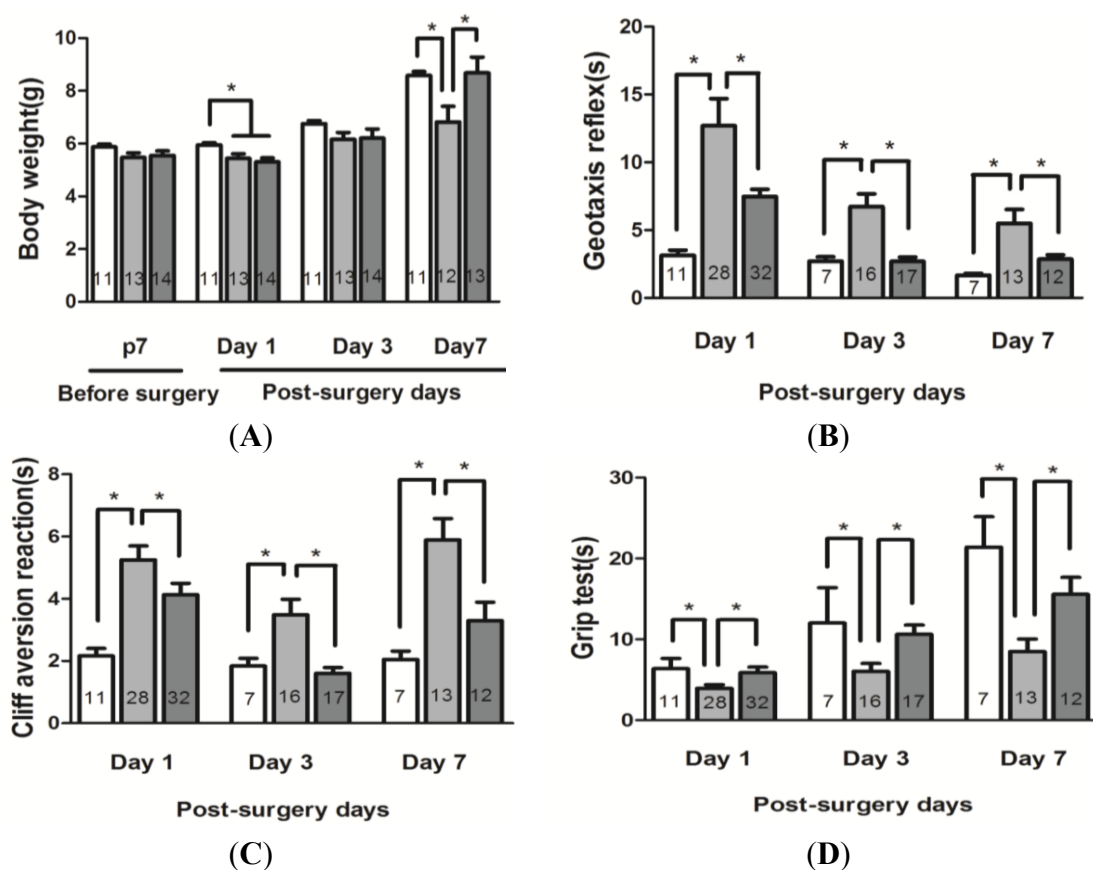 10
8
6
4
2
0
Body weight(g)
*
* *
11 13 14 11 13 14 11 13 14 11 12 13
p7 Day 1 Day 3 Day7
Before surgery Post-surgery days
(A)
20
15
10
5
0
Geotaxis reflex(s)
* *
* *
* *
11 28 32 7 16 17 7 13 12
Day 1 Day 3 Day 7
Post-surgery days
(B)
8
6
4
2
0
Cliff aversion reaction(s)
* *
* *
* *
11 28 32 7 16 17 7 13 12
Day 1 Day 3 Day 7
Post-surgery days
(C)
30
20
10
0
Grip test(s)
* *
* *
* *
11 28 32 7 16 17 7 13 12
Day 1 Day 3 Day 7
Post-surgery days
(D)